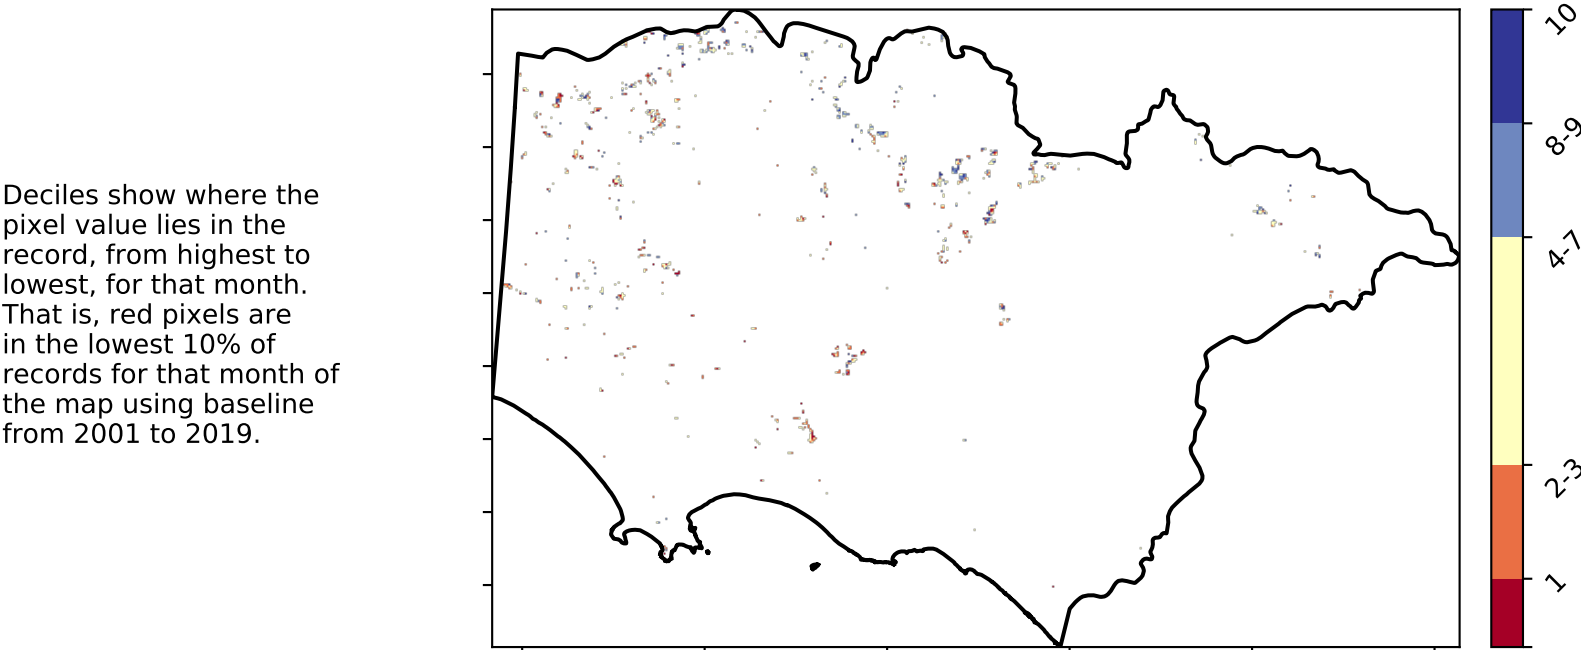 Deciles show where the
pixel value lies in the
record, from highest to
lowest, for that month.
That is, red pixels are
in the lowest 10% of
records for that month of
the map using baseline
from 2001 to 2019.
10
8-9
4-7
2-3
1